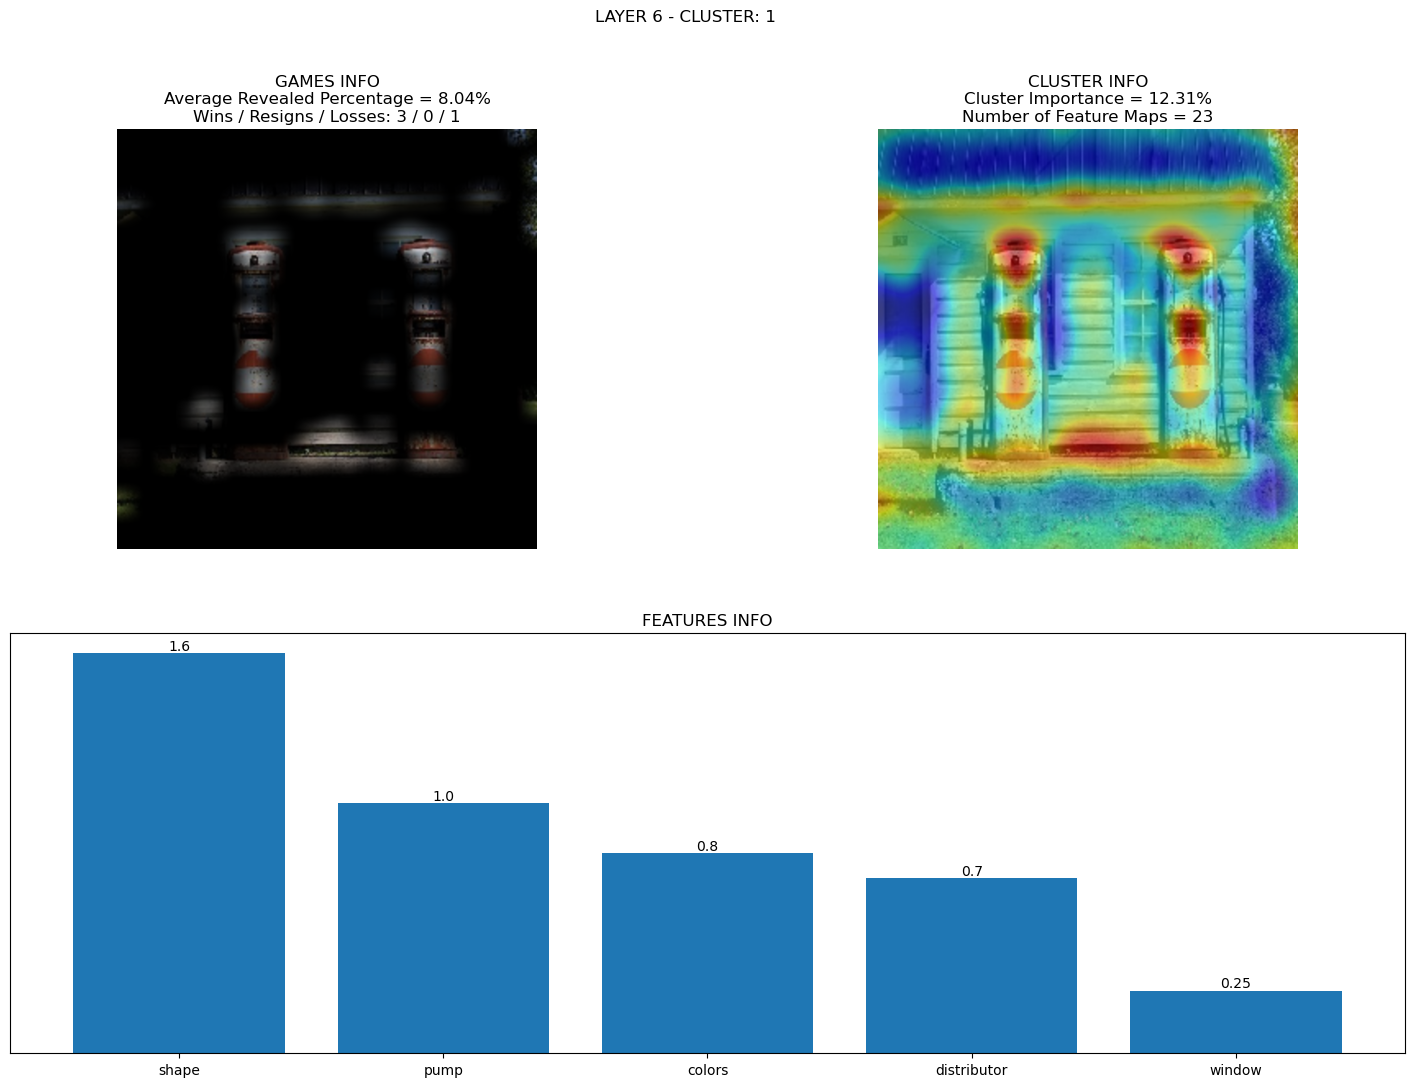 LAYER 6 - CLUSTER: 1
GAMES INFO
Average Revealed Percentage = 8.04%
Wins / Resigns / Losses: 3 / 0 / 1
CLUSTER INFO
Cluster Importance = 12.31%
Number of Feature Maps = 23
FEATURES INFO
1.6
1.0
0.8
0.7
0.25
shape
pump
colors
distributor
window